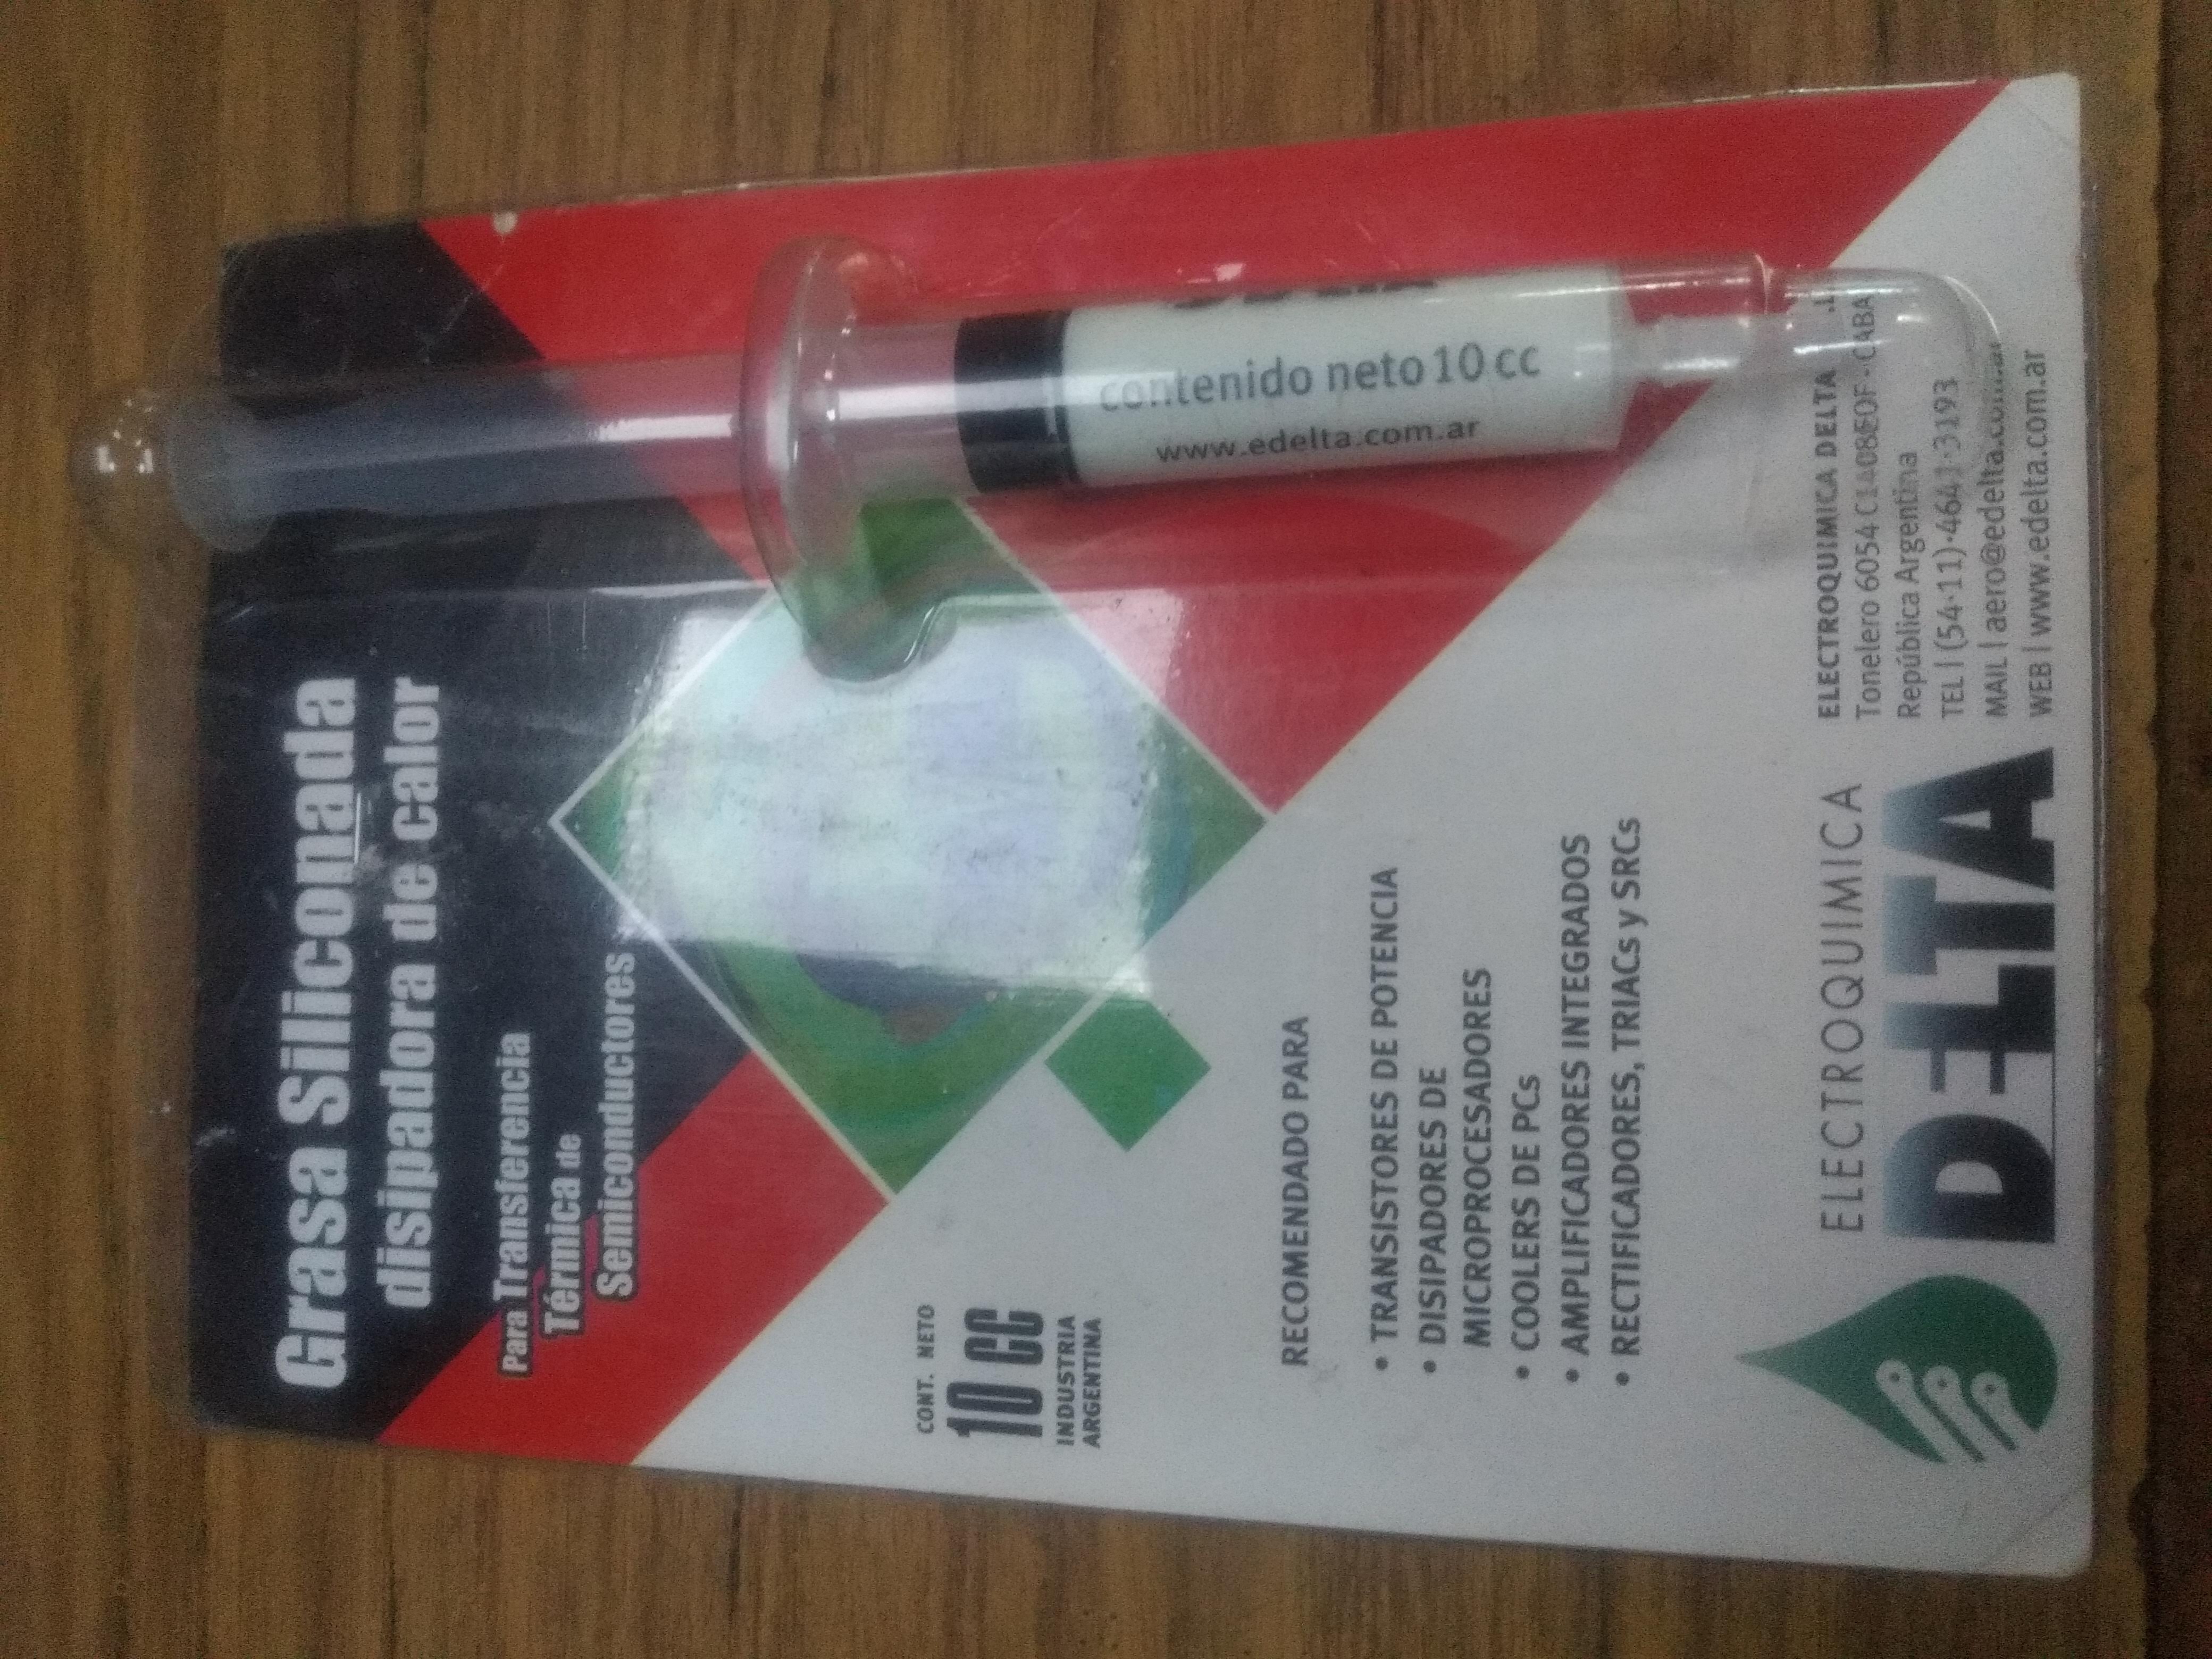 Grasa Siliconada
disipadora de calor
Para Transferencia
Térmica de
Semiconductores
CONT. NETO
10 CC
INDUSTRIA
ARGENTINA
contenido neto 10 cc
www.edelta.com.ar
RECOMENDADO PARA
• TRANSISTORES DE POTENCIA
• DISIPADORES DE
MICROPROCESADORES
• COOLERS DE PCs
• AMPLIFICADORES INTEGRADOS
• RECTIFICADORES, TRIACs y SRCs
ELECTROQUIMICA
DELTA
ELECTROQUIMICA DELTA
Tonelero 6054 C1408EOF - CABA
República Argentina
TEL | (54·11)·4641·3193
MAIL | aero@edelta.com.ar
WEB | www.edelta.com.ar